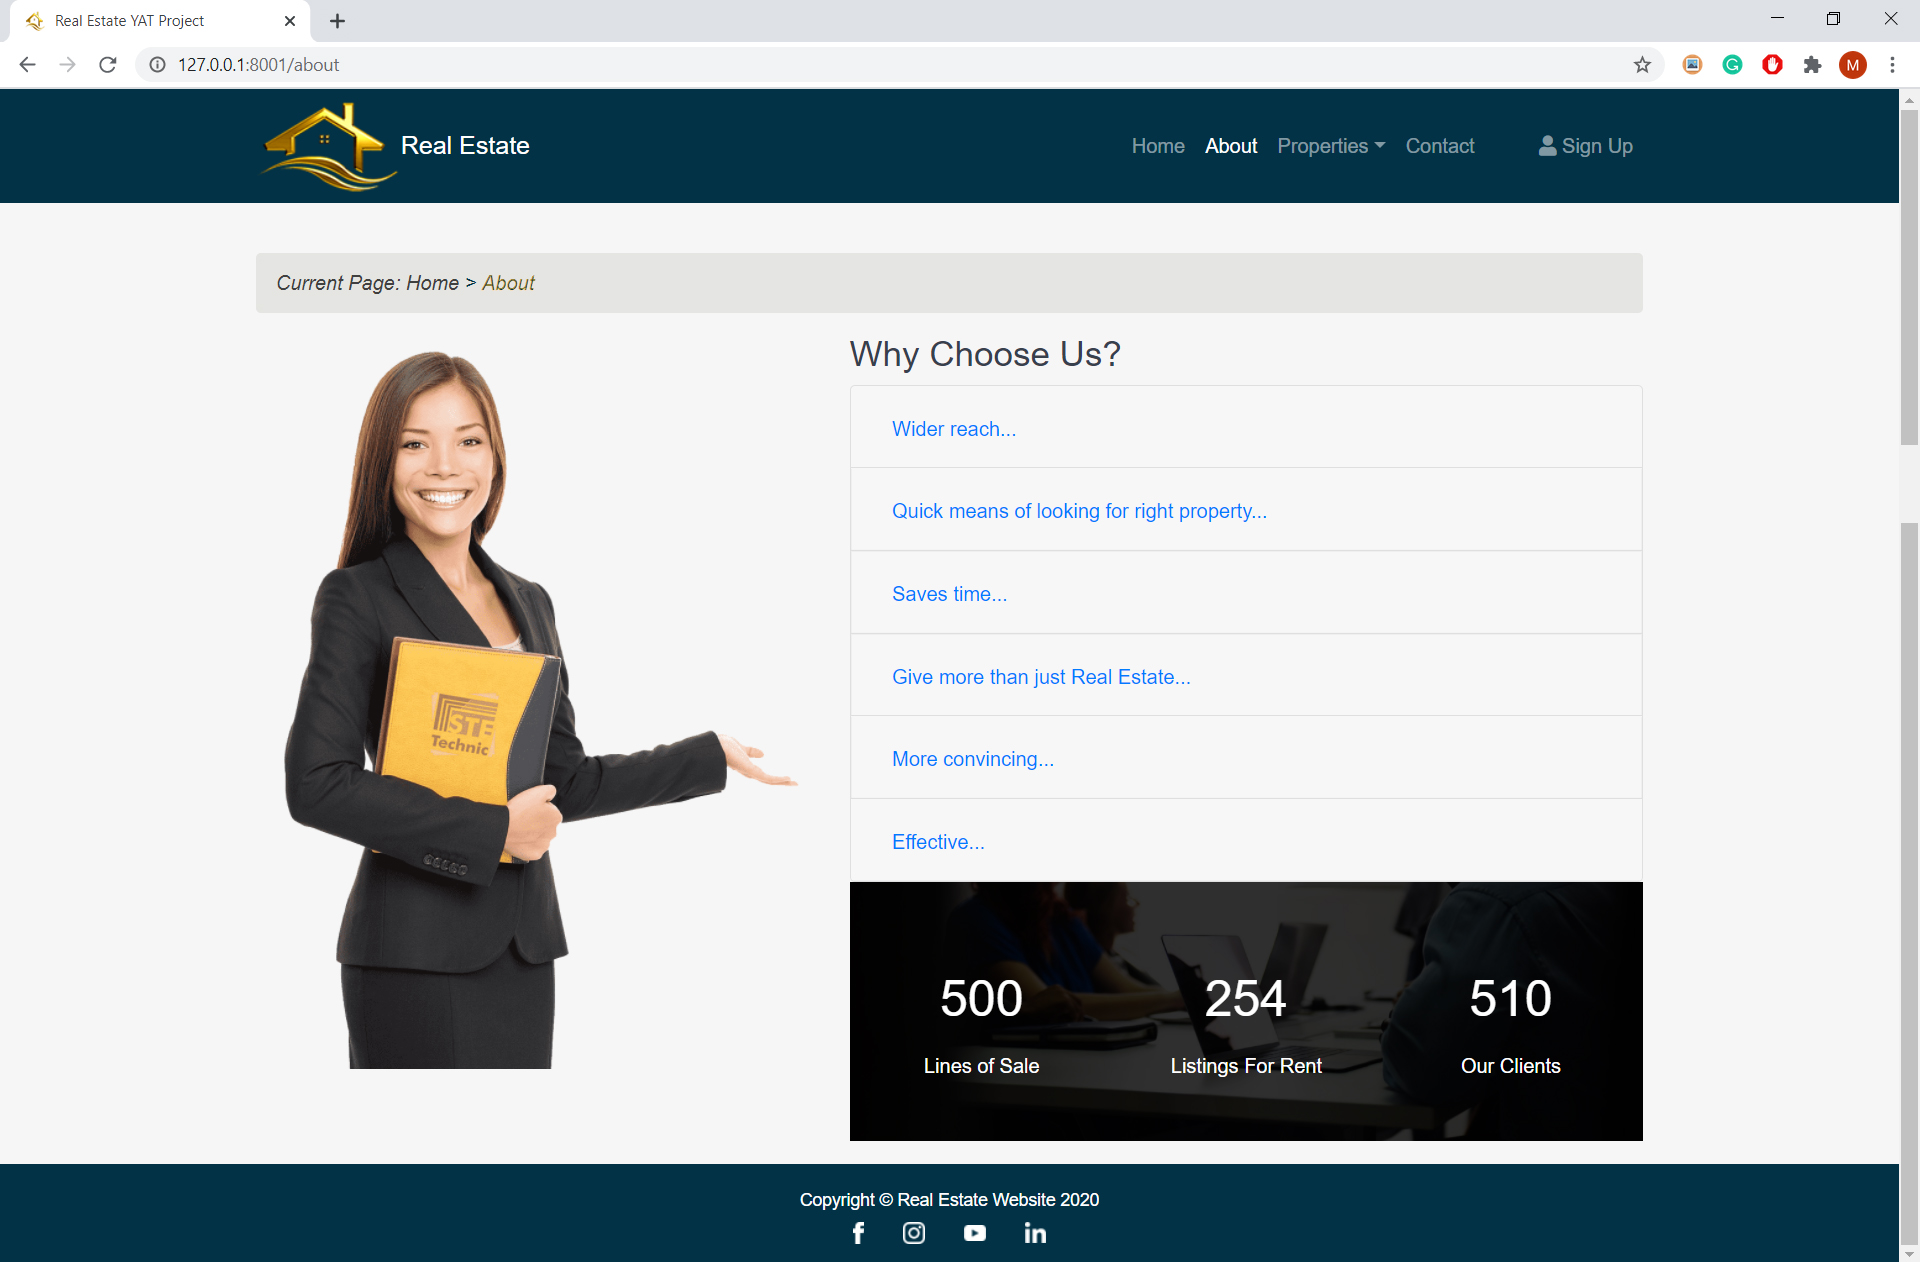 Real Estate YAT Project
127.0.0.1:8001/about
M
Real Estate
Home About Properties Contact Sign Up
Current Page: Home > About
Why Choose Us?
Wider reach...
Quick means of looking for right property...
Saves time...
Give more than just Real Estate...
More convincing...
Effective...
STE
Technic
500 254 510
Lines of Sale Listings For Rent Our Clients
Copyright © Real Estate Website 2020